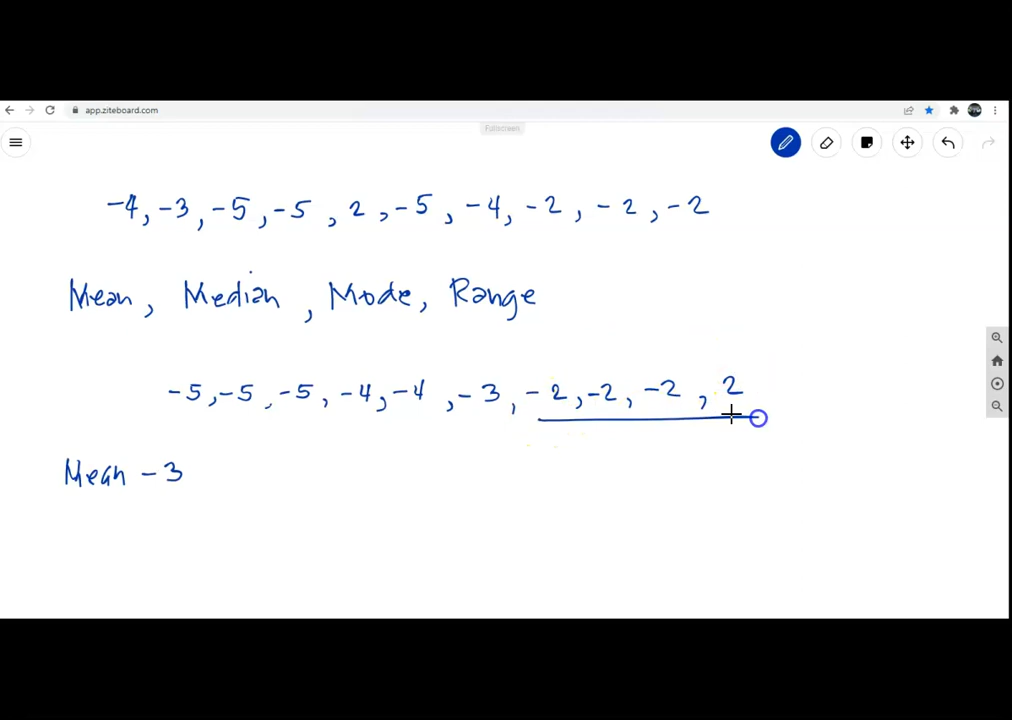 app.ziteboard.com
Fullscreen
-4, -3, -5, -5, 2, -5, -4, -2, -2, -2
Mean, Median, Mode, Range
-5, -5, -5, -4, -4, -3, -2, -2, -2, 2
Mean -3